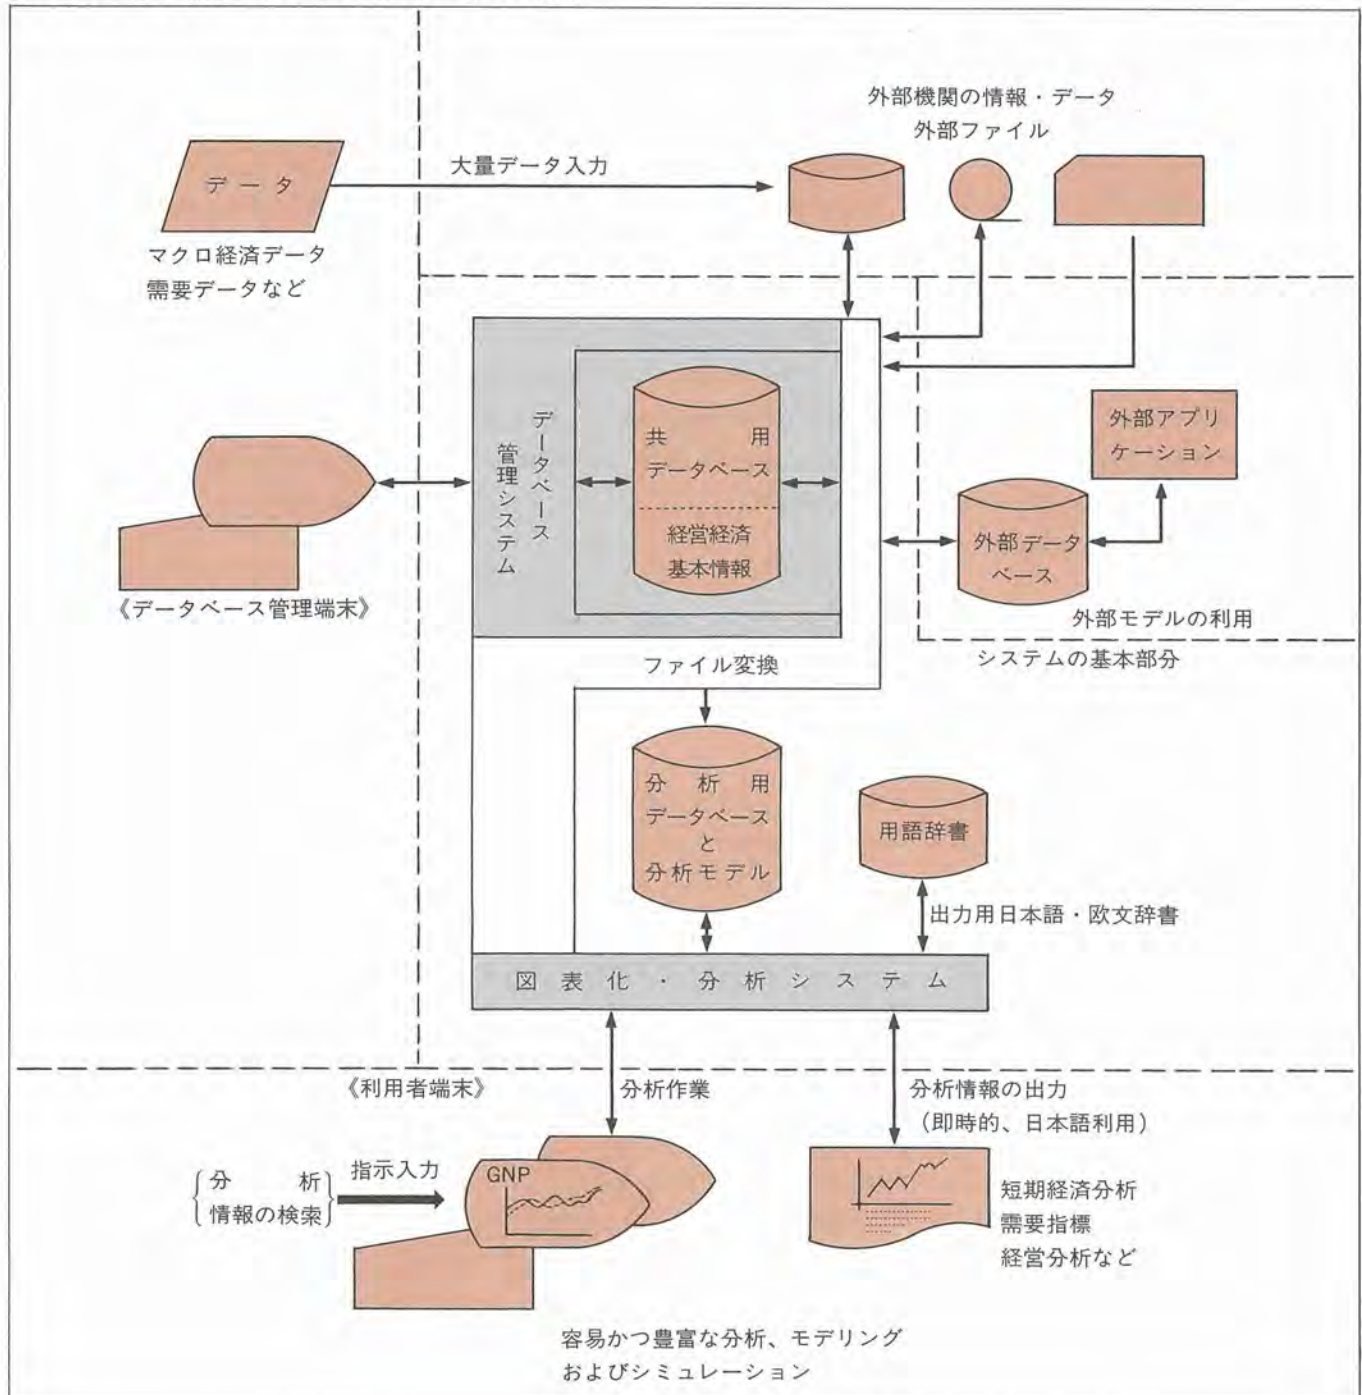 外部機関の情報・データ
外部ファイル
大量データ入力
データ
マクロ経済データ
需要データなど
データベース
管理システム
共用
データベース
経営経済
基本情報
外部アプリ
ケーション
外部データ
ベース
《データベース管理端末》
外部モデルの利用
システムの基本部分
ファイル変換
分析用
データベース
と
分析モデル
用語辞書
出力用日本語・欧文辞書
図表化・分析システム
《利用者端末》
分析作業
分析情報の出力
(即時的、日本語利用)
分析
情報の検索
指示入力
GNP
短期経済分析
需要指標
経営分析など
容易かつ豊富な分析、モデリング
およびシミュレーション